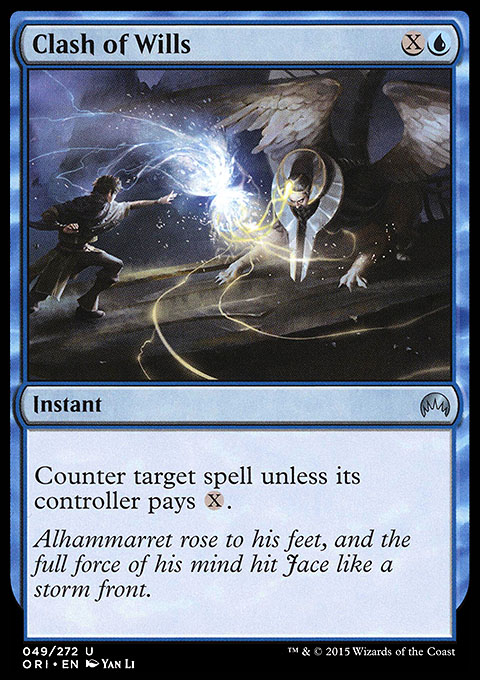 Clash of Wills X
Instant
Counter target spell unless its
controller pays X.
Alhammarret rose to his feet, and the
full force of his mind hit Jace like a
storm front.
049/272 U
ORI • EN Yan Li
™ & © 2015 Wizards of the Coast